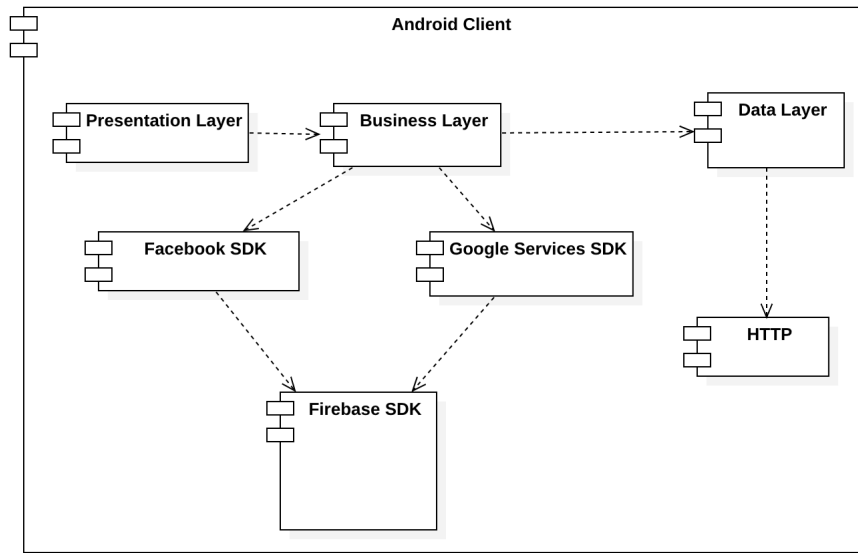 Android Client
Presentation Layer
Business Layer
Data Layer
Facebook SDK
Google Services SDK
HTTP
Firebase SDK